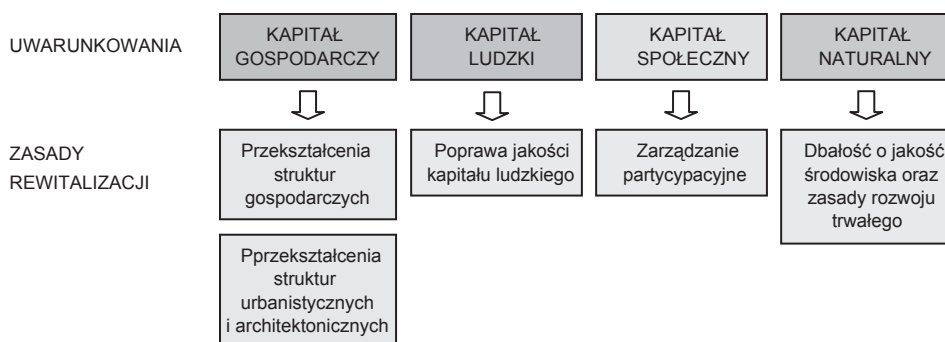 UWARUNKOWANIA
KAPITAŁ
GOSPODARCZY
KAPITAŁ
LUDZKI
KAPITAŁ
SPOŁECZNY
KAPITAŁ
NATURALNY
ZASADY
REWITALIZACJI
Przekształcenia
struktur
gospodarczych
Poprawa jakości
kapitału ludzkiego
Zarządzanie
partycypacyjne
Dbałość o jakość
środowiska oraz
zasady rozwoju
trwałego
Pprzekształcenia
struktur
urbanistycznych
i architektonicznych